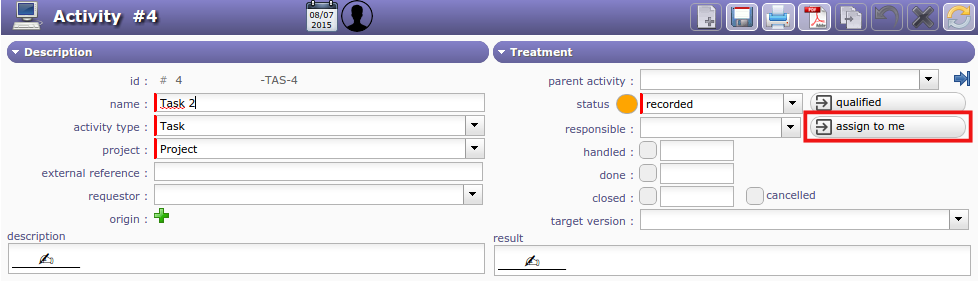 Activity #4
08/07
2015
PDF
Description
id : # 4 -TAS-4
name : Task 2
activity type : Task
project : Project
external reference :
requestor :
origin :
description
Treatment
parent activity :
status : recorded qualified
responsible : assign to me
handled :
done :
closed : cancelled
target version :
result